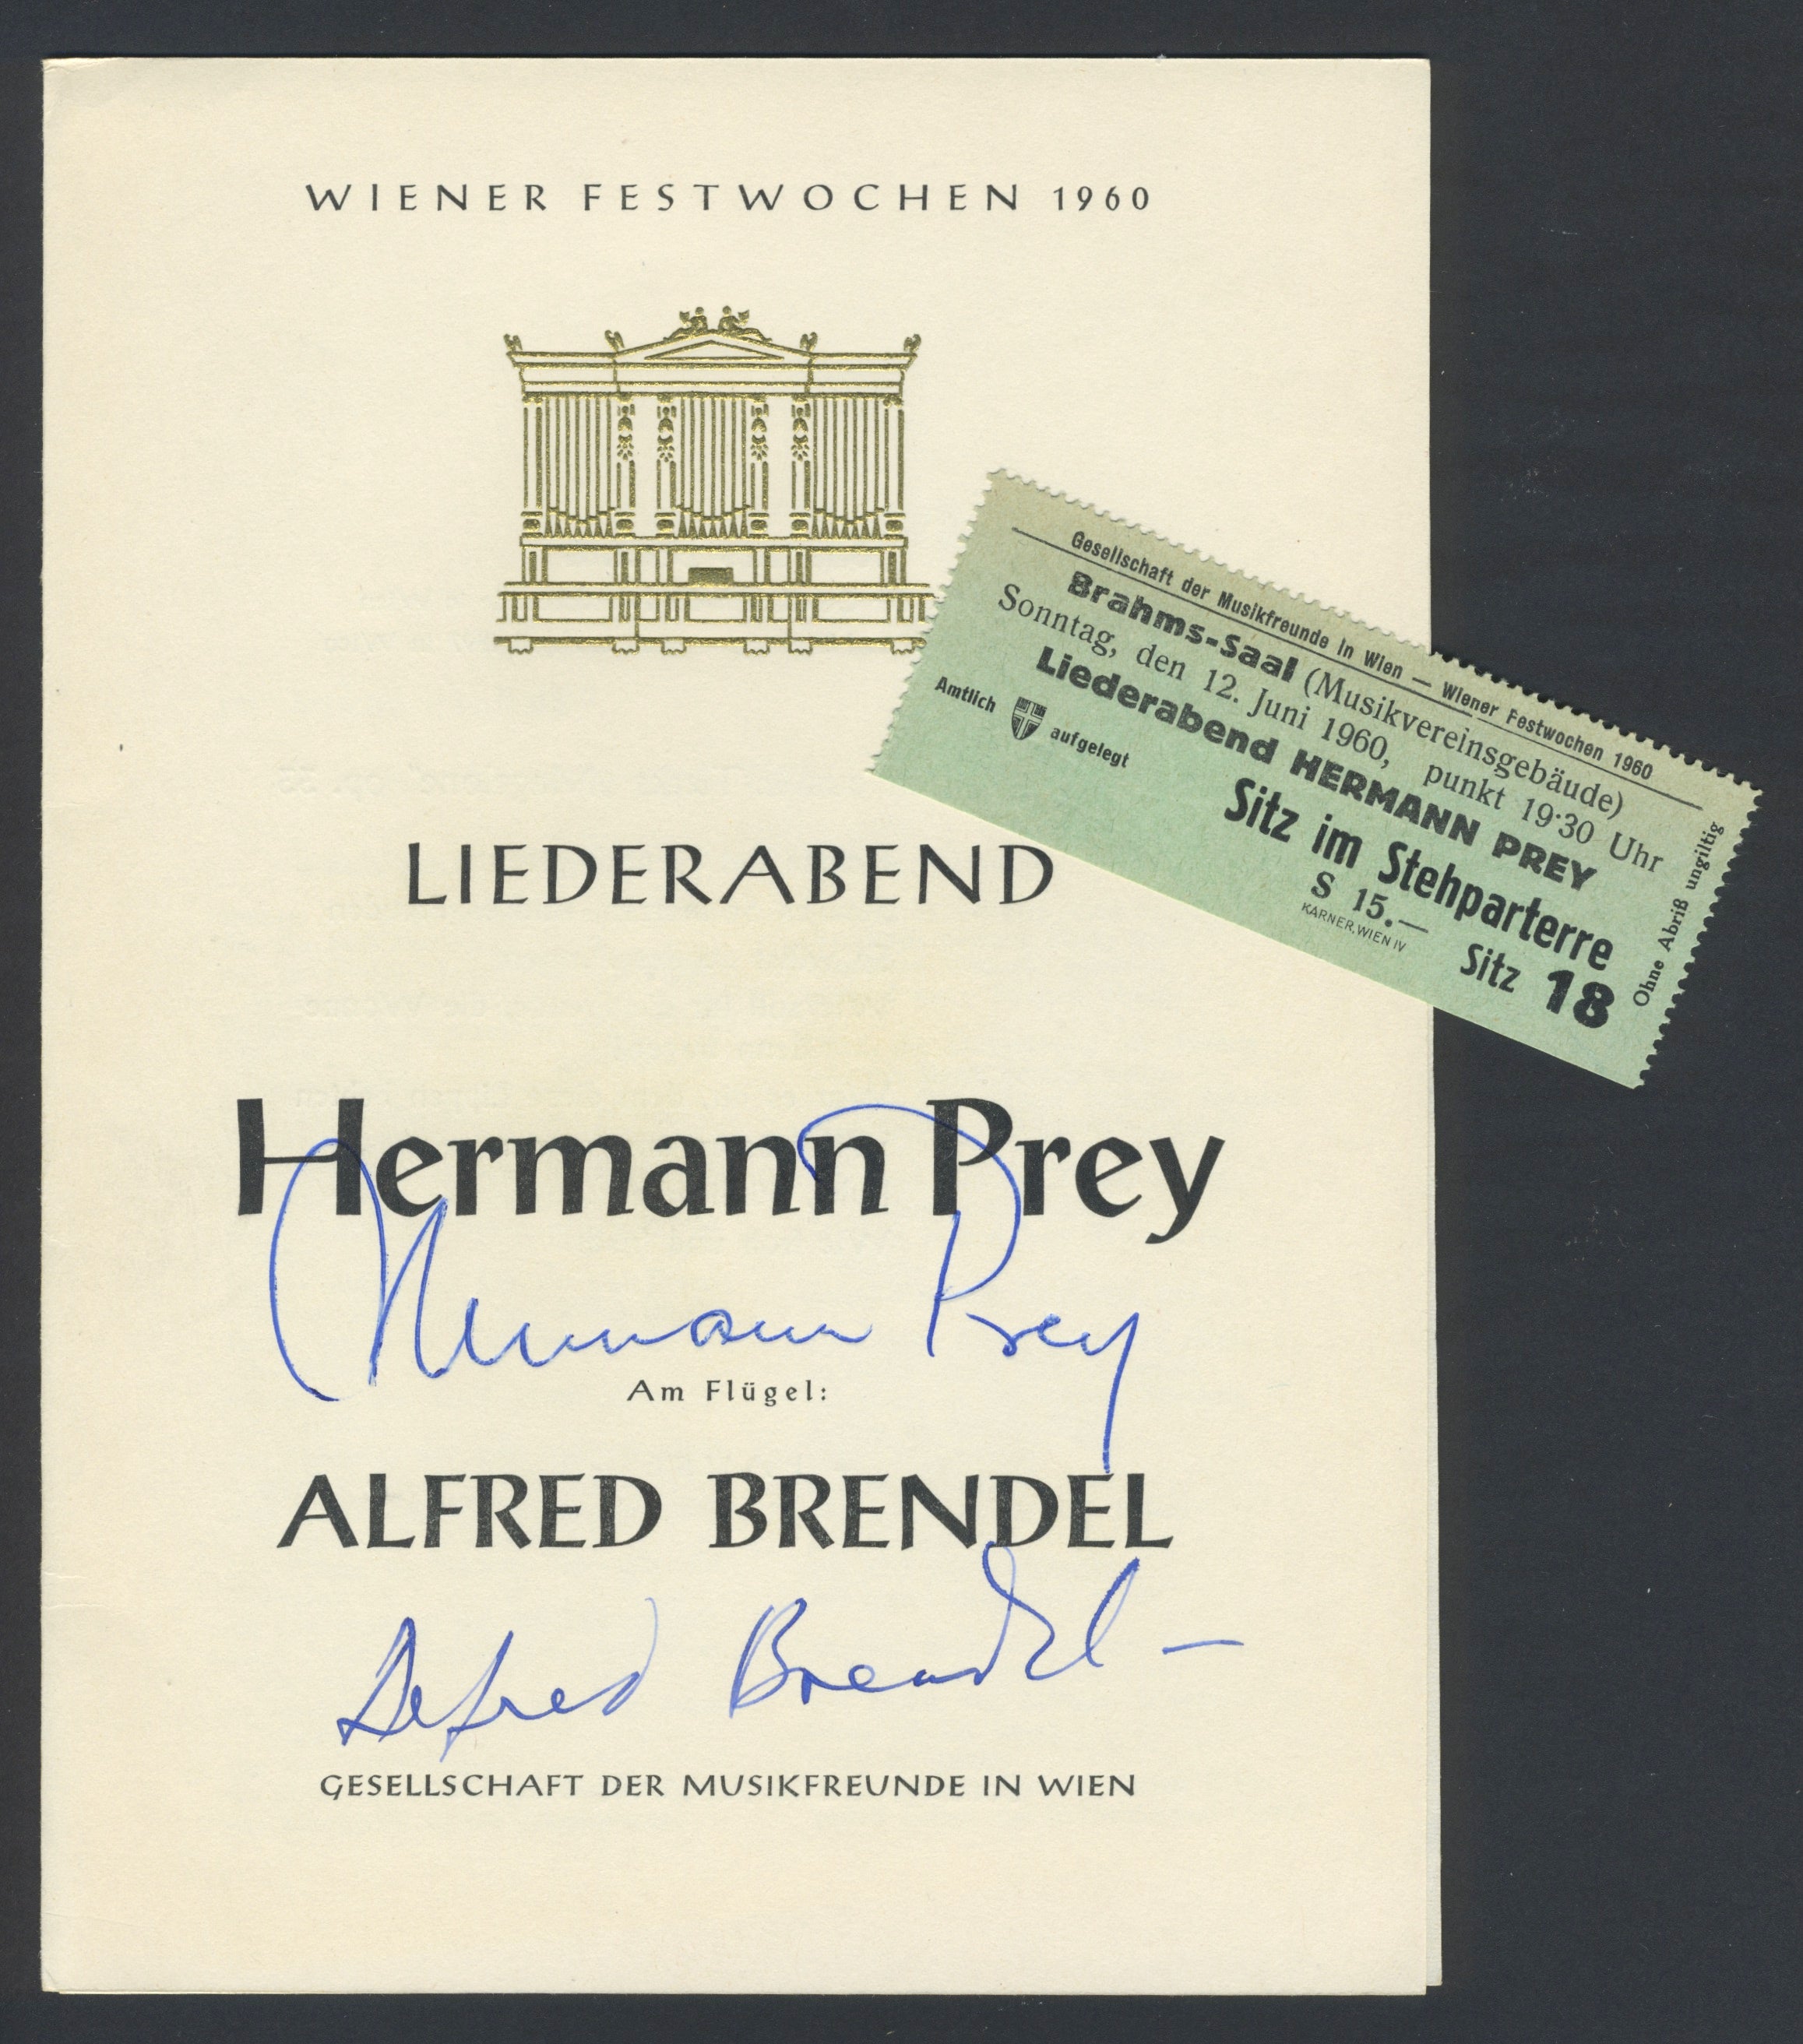 WIENER FESTWOCHEN 1960
Gesellschaft der Musikfreunde in Wien — Wiener Festwochen 1960
Brahms-Saal (Musikvereinsgebäude)
Sonntag, den 12. Juni 1960, punkt 19·30 Uhr
Liederabend HERMANN PREY
Amtlich aufgelegt
Sitz im Stehparterre
S 15.—
KARNER, WIEN IV
Sitz 18
Ohne Abriß ungiltig
LIEDERABEND
Hermann Prey
Hermann Prey
Am Flügel:
ALFRED BRENDEL
Alfred Brendel —
GESELLSCHAFT DER MUSIKFREUNDE IN WIEN